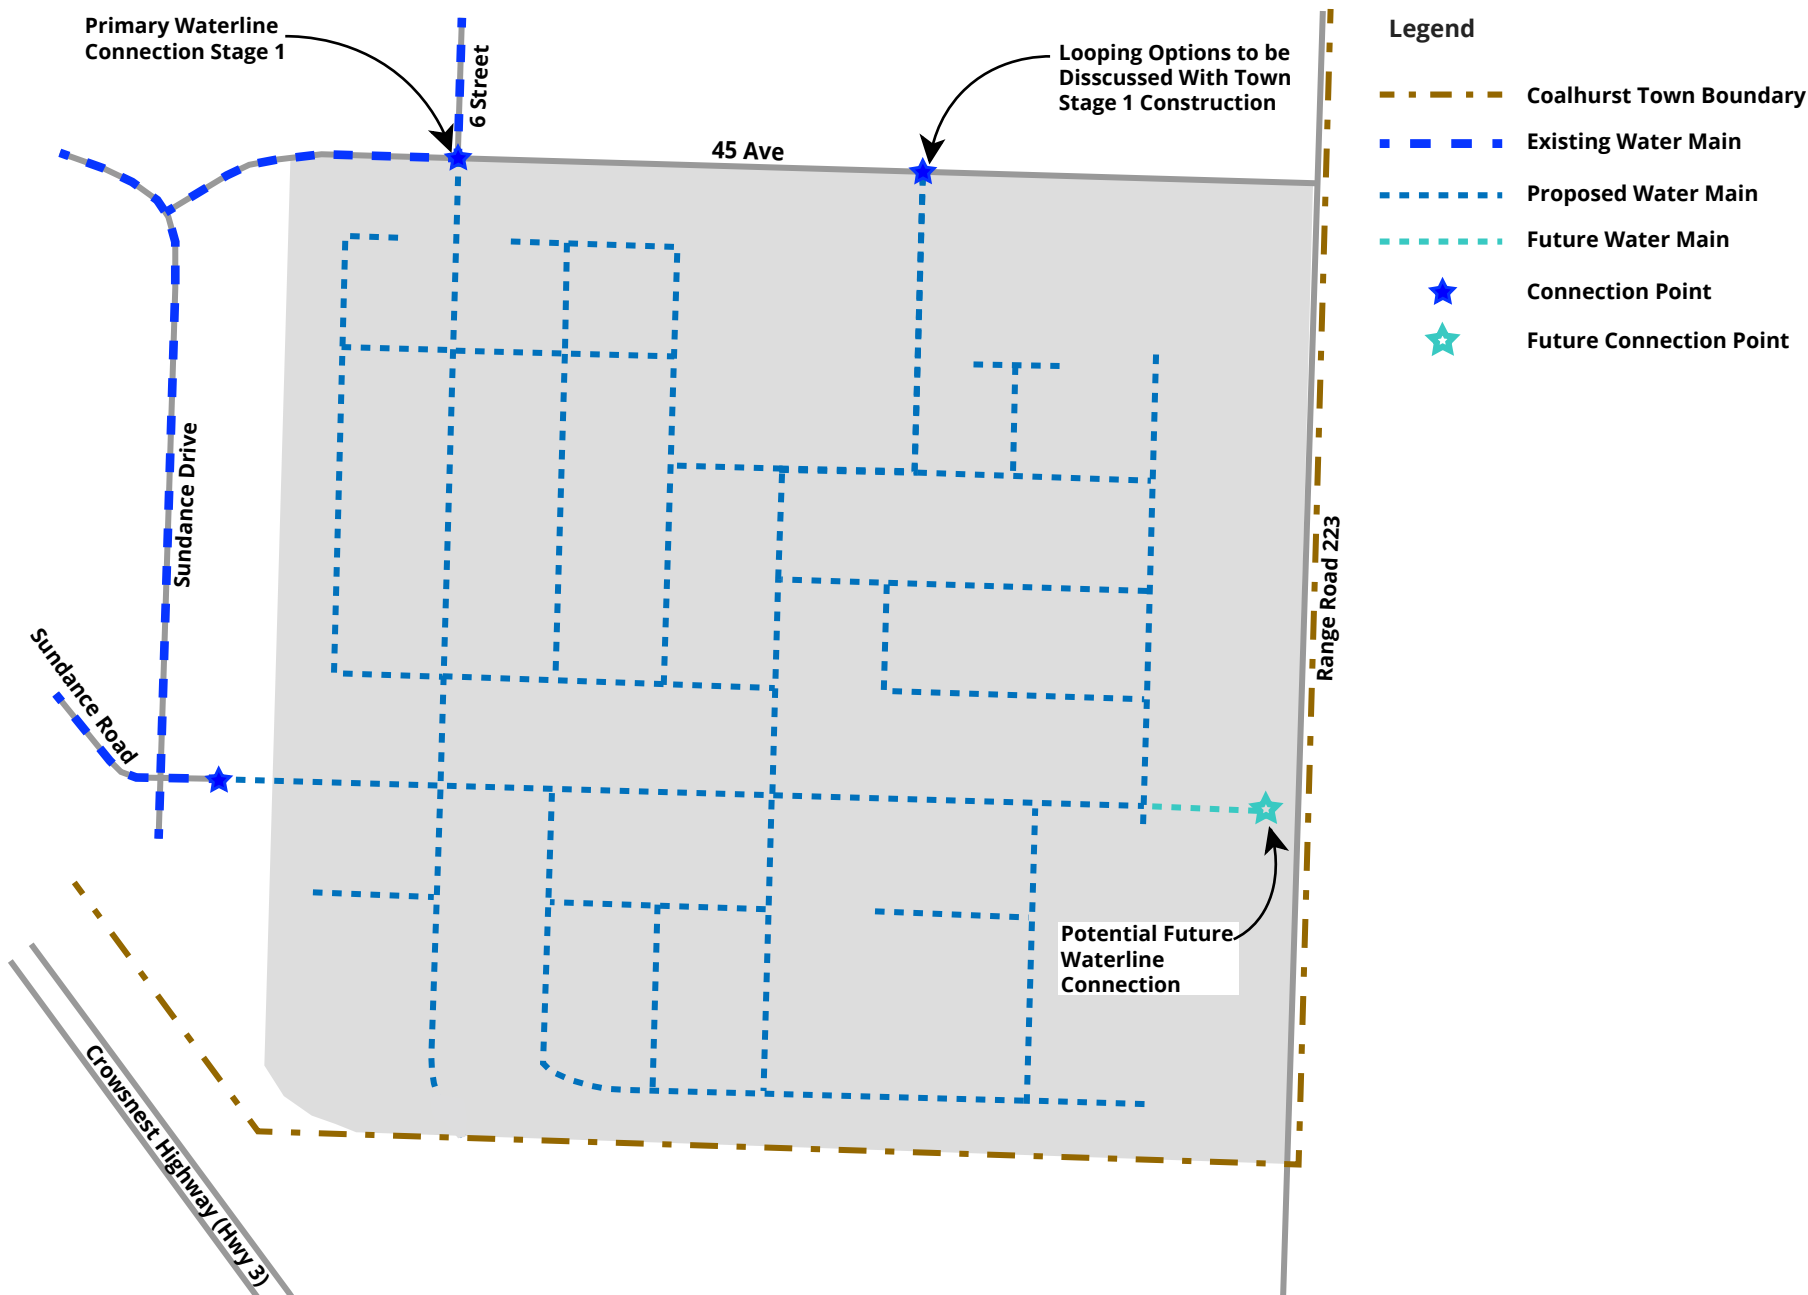 Primary Waterline
Connection Stage 1
6 Street
Looping Options to be
Disscussed With Town
Stage 1 Construction
45 Ave
Legend
Coalhurst Town Boundary
Existing Water Main
Proposed Water Main
Future Water Main
Connection Point
Future Connection Point
Sundance Drive
Range Road 223
Sundance Road
Potential Future
Waterline
Connection
Crowsnest Highway (Hwy 3)